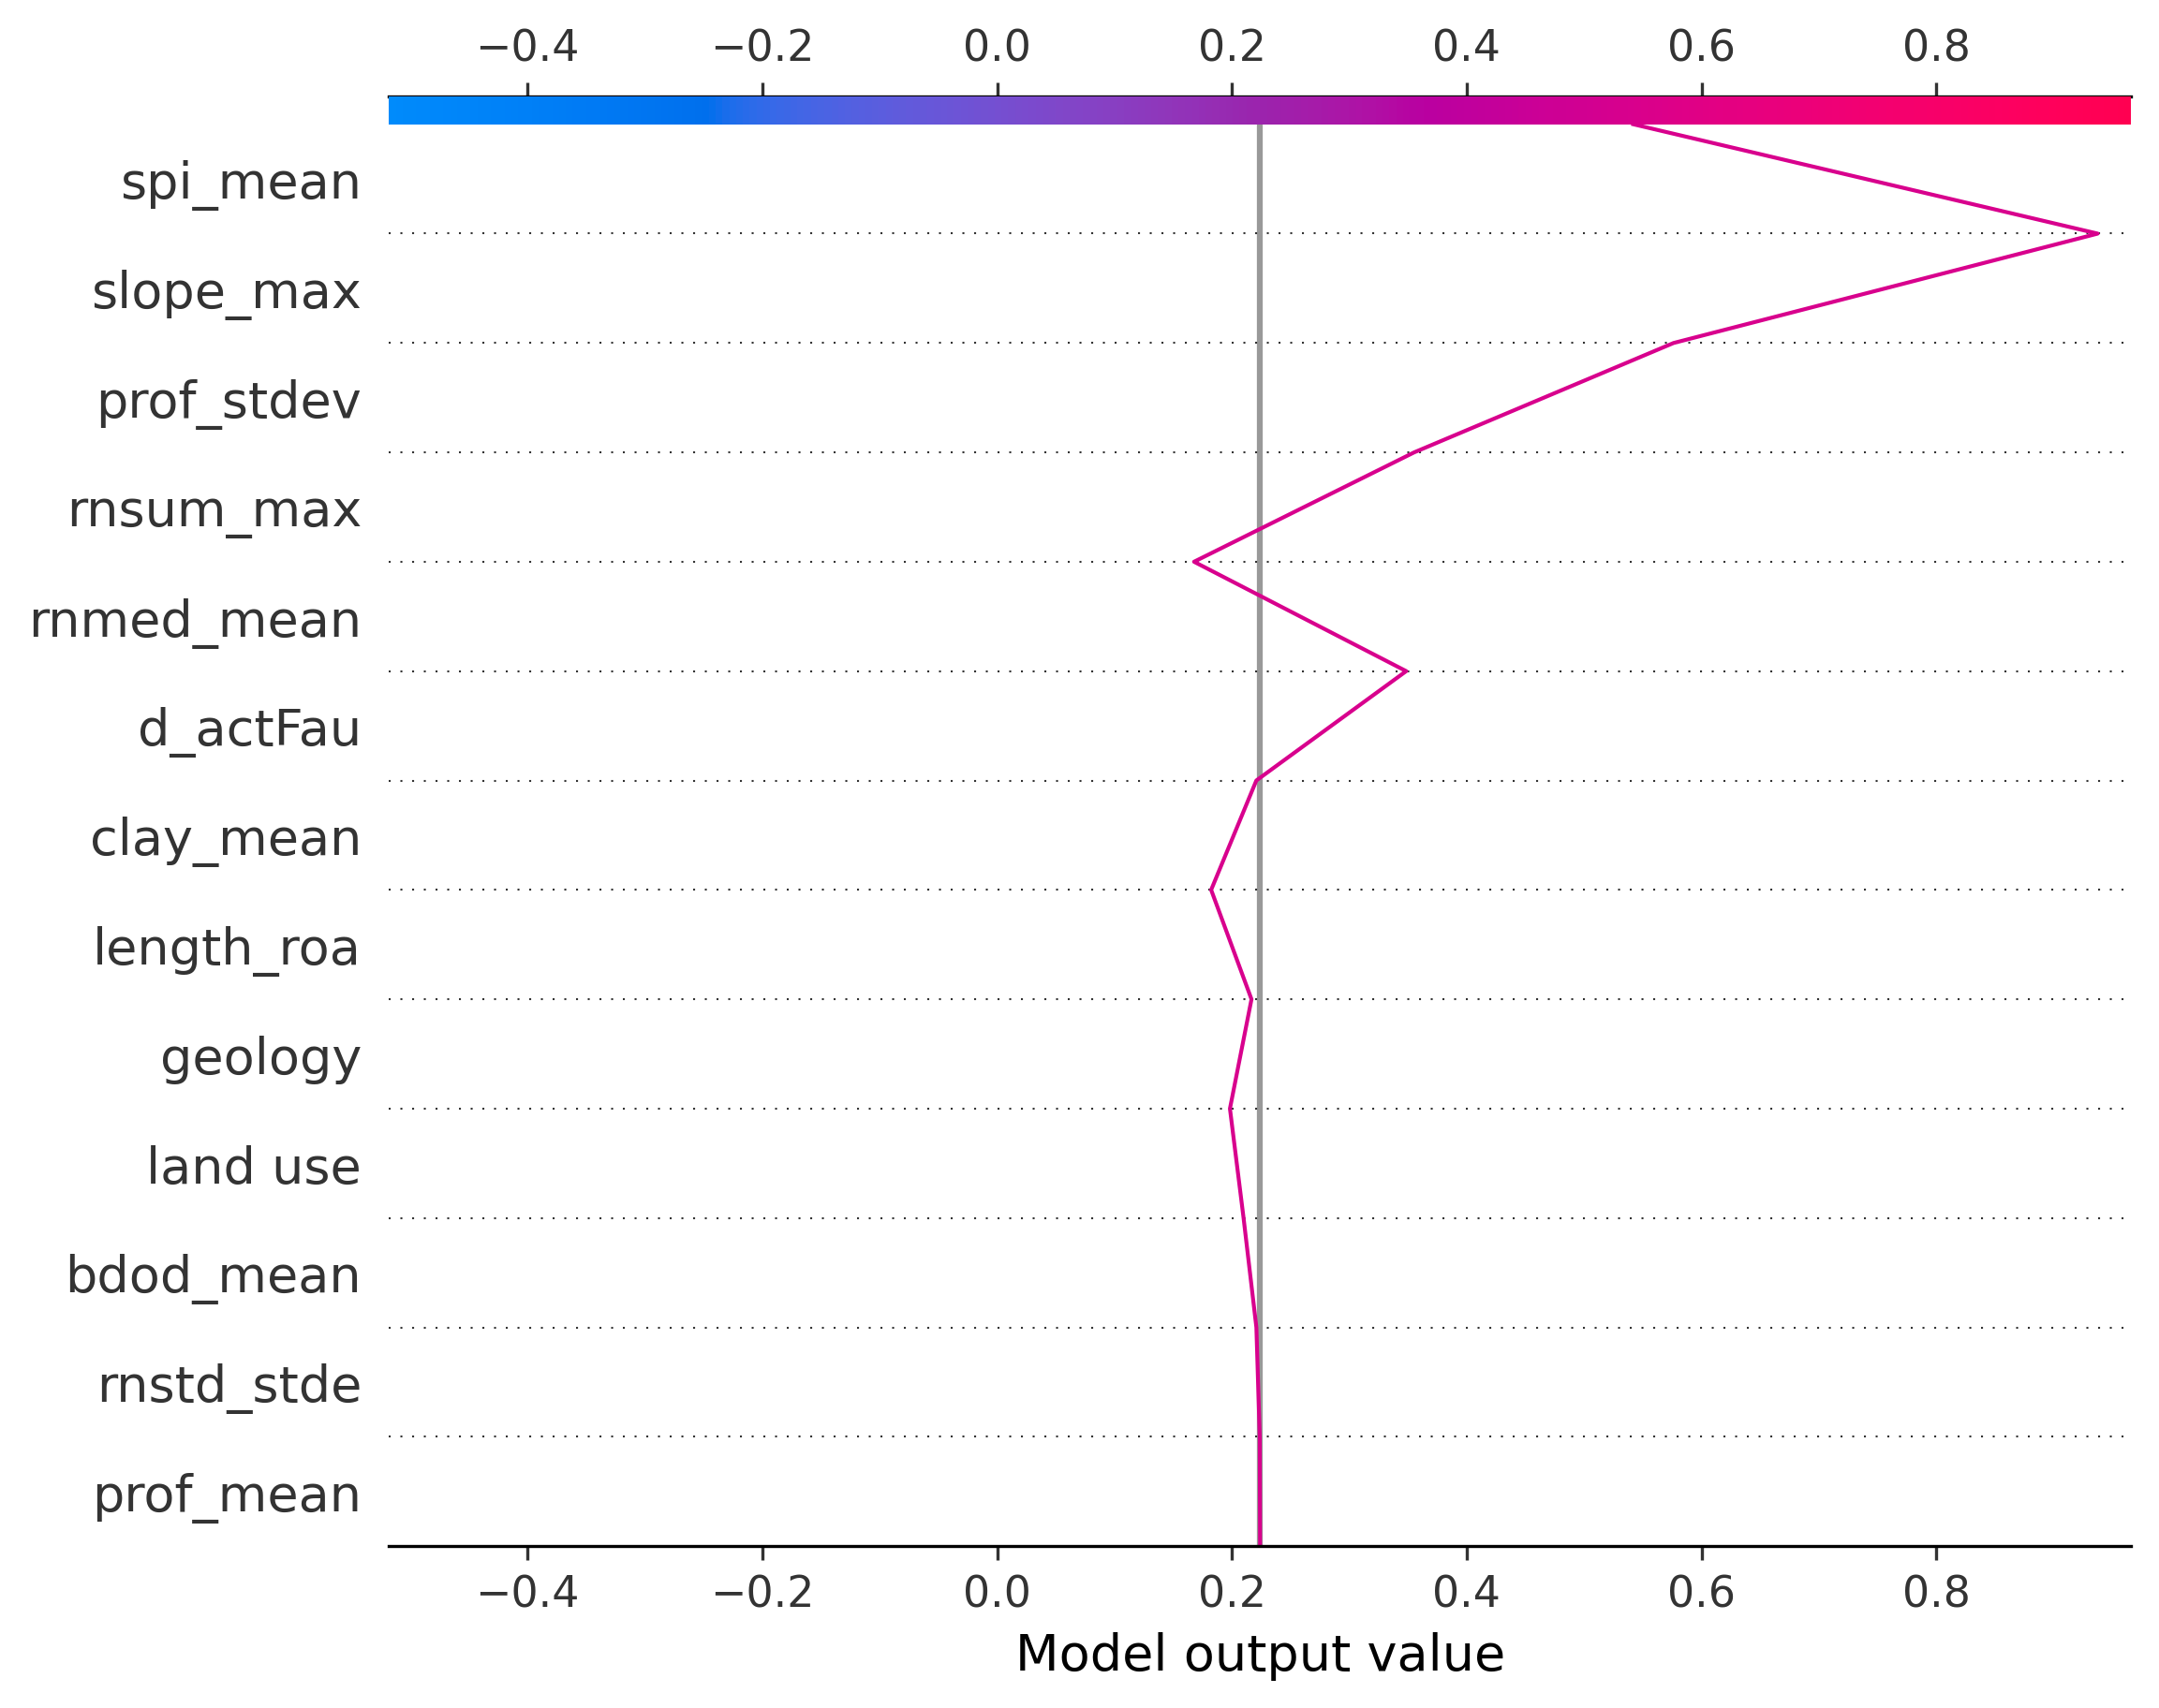 −0.4 −0.2 0.0 0.2 0.4 0.6 0.8
spi_mean
slope_max
prof_stdev
rnsum_max
rnmed_mean
d_actFau
clay_mean
length_roa
geology
land use
bdod_mean
rnstd_stde
prof_mean
−0.4 −0.2 0.0 0.2 0.4 0.6 0.8
Model output value